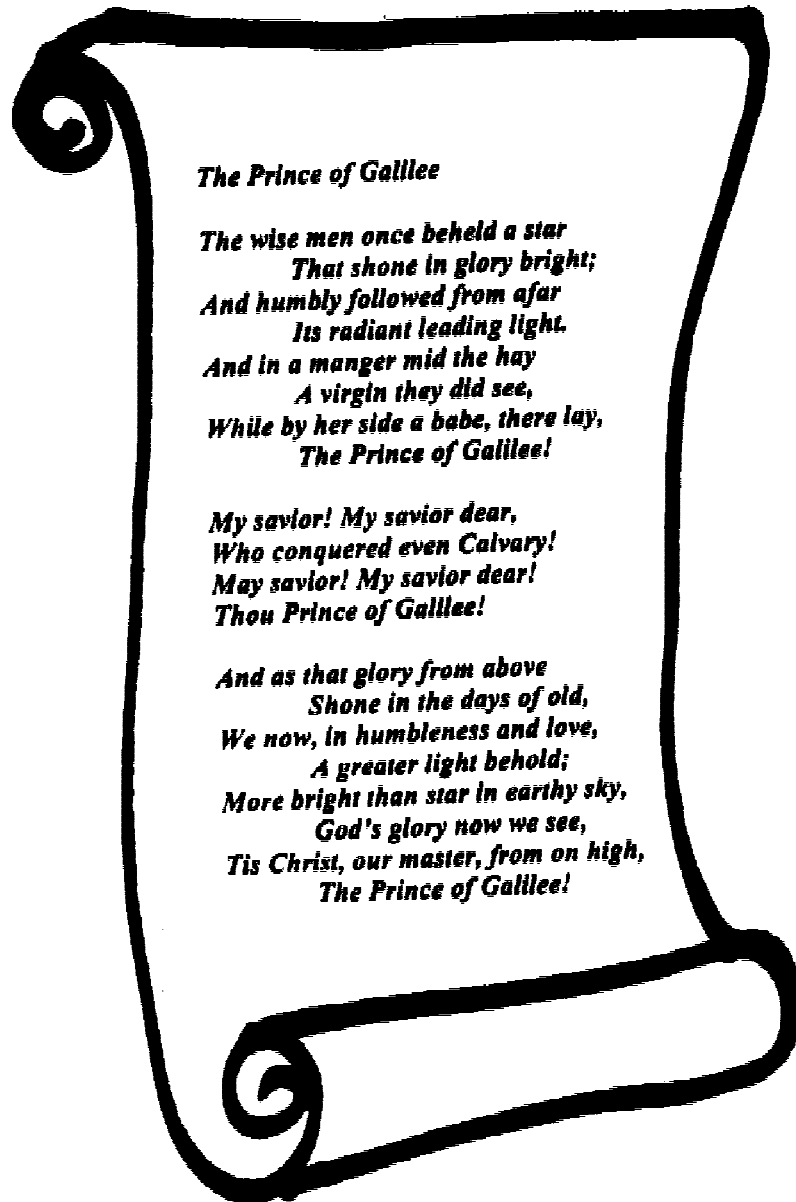 The Prince of Galilee
The wise men once beheld a star
That shone in glory bright;
And humbly followed from afar
Its radiant leading light.
And in a manger mid the hay
A virgin they did see,
While by her side a babe, there lay,
The Prince of Galilee!
My savior! My savior dear,
Who conquered even Calvary!
May savior! My savior dear!
Thou Prince of Galilee!
And as that glory from above
Shone in the days of old,
We now, in humbleness and love,
A greater light behold;
More bright than star in earthy sky,
God's glory now we see,
Tis Christ, our master, from on high,
The Prince of Galilee!